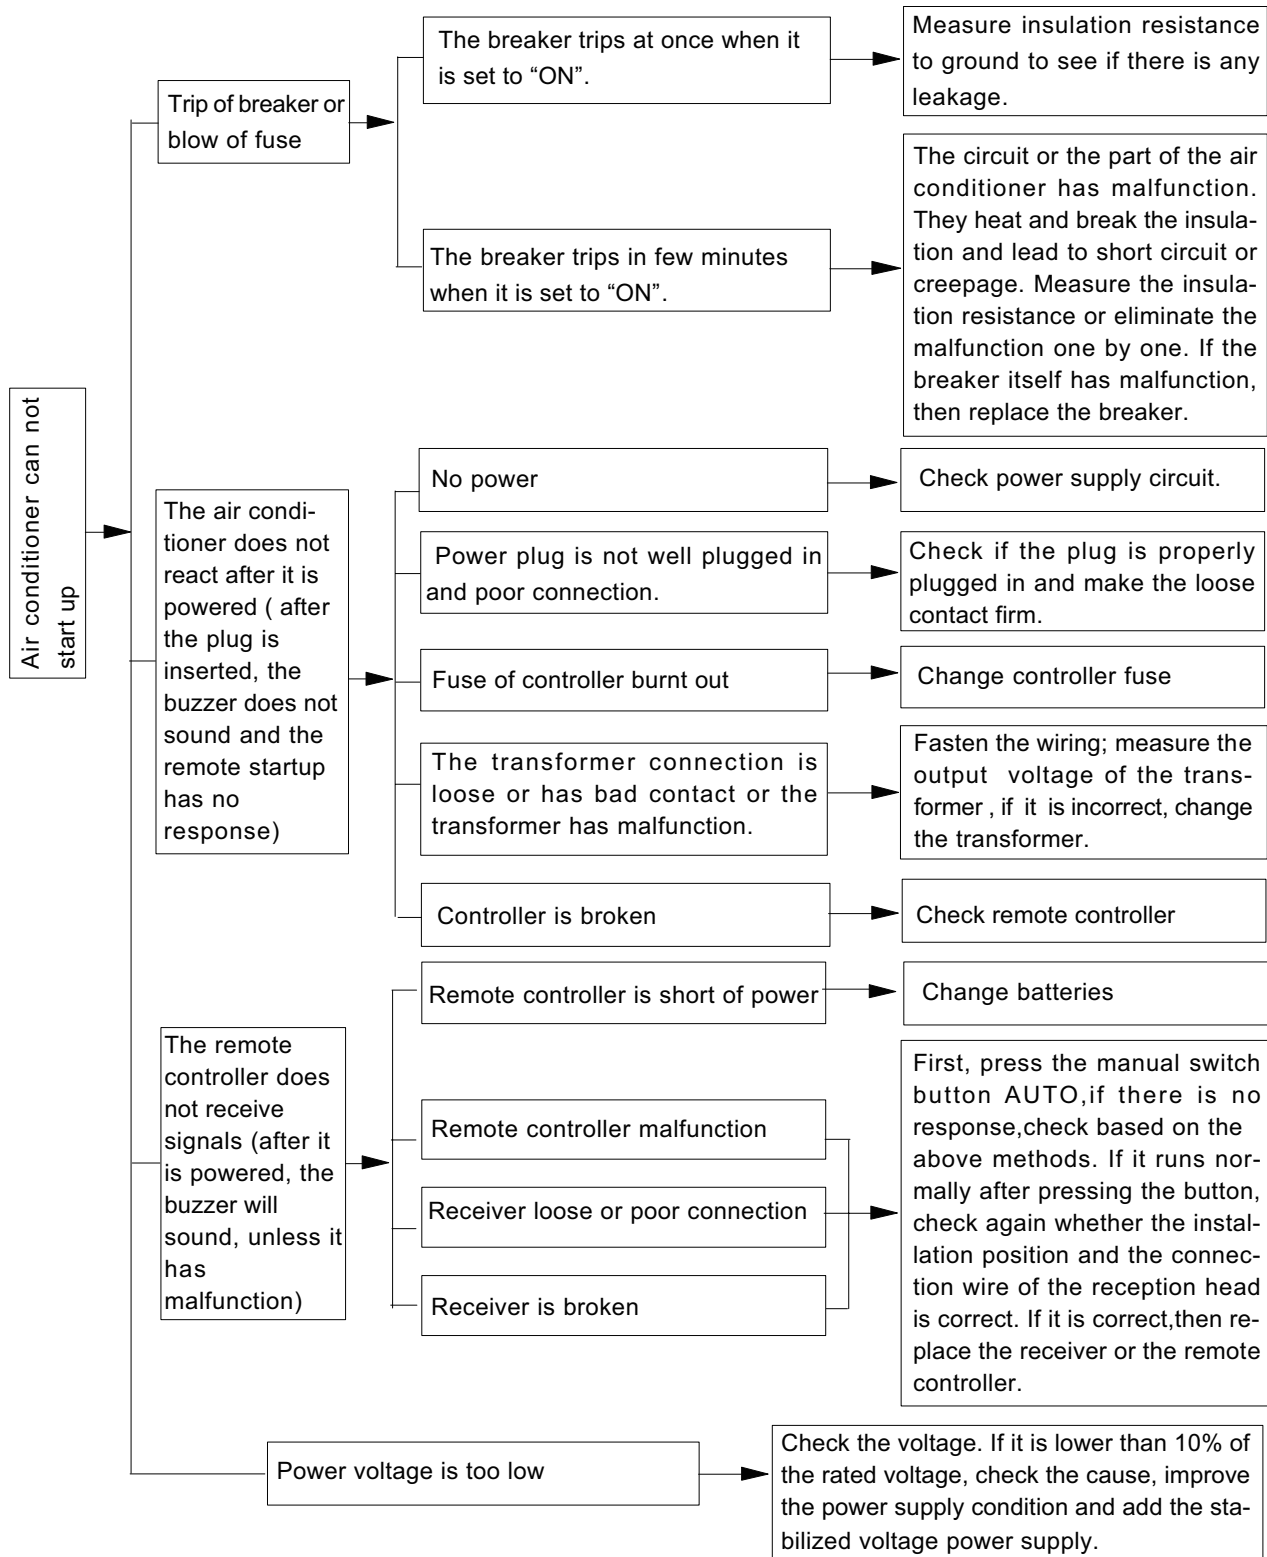 Air conditioner can not
start up
Trip of breaker or
blow of fuse
The breaker trips at once when it
is set to “ON”.
Measure insulation resistance
to ground to see if there is any
leakage.
The breaker trips in few minutes
when it is set to “ON”.
The circuit or the part of the air
conditioner has malfunction.
They heat and break the insula-
tion and lead to short circuit or
creepage. Measure the insula-
tion resistance or eliminate the
malfunction one by one. If the
breaker itself has malfunction,
then replace the breaker.
The air condi-
tioner does not
react after it is
powered ( after
the plug is
inserted, the
buzzer does not
sound and the
remote startup
has no
response)
No power
Check power supply circuit.
Power plug is not well plugged in
and poor connection.
Check if the plug is properly
plugged in and make the loose
contact firm.
Fuse of controller burnt out
Change controller fuse
The transformer connection is
loose or has bad contact or the
transformer has malfunction.
Fasten the wiring; measure the
output voltage of the trans-
former , if it is incorrect, change
the transformer.
Controller is broken
Check remote controller
The remote
controller does
not receive
signals (after it
is powered, the
buzzer will
sound, unless it
has
malfunction)
Remote controller is short of power
Change batteries
Remote controller malfunction
Receiver loose or poor connection
Receiver is broken
First, press the manual switch
button AUTO,if there is no
response,check based on the
above methods. If it runs nor-
mally after pressing the button,
check again whether the instal-
lation position and the connec-
tion wire of the reception head
is correct. If it is correct,then re-
place the receiver or the remote
controller.
Power voltage is too low
Check the voltage. If it is lower than 10% of
the rated voltage, check the cause, improve
the power supply condition and add the sta-
bilized voltage power supply.